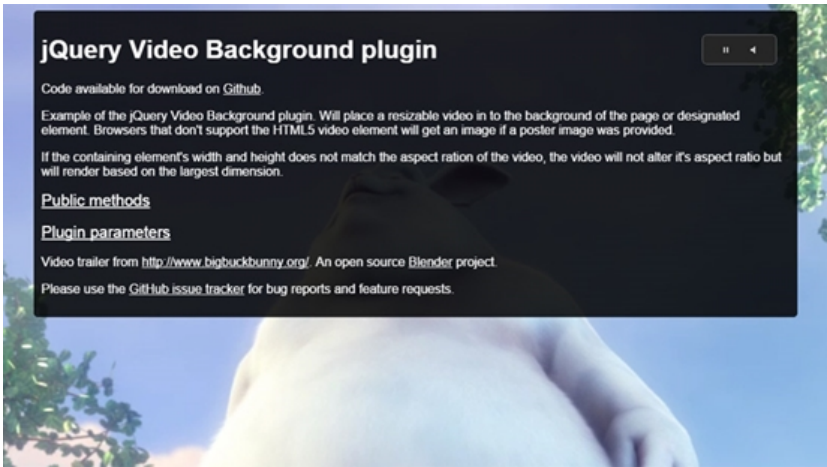 jQuery Video Background plugin
Code available for download on Github.
Example of the jQuery Video Background plugin. Will place a resizable video in to the background of the page or designated
element. Browsers that don't support the HTML5 video element will get an image if a poster image was provided.
If the containing element's width and height does not match the aspect ration of the video, the video will not alter it's aspect ratio but
will render based on the largest dimension.
Public methods
Plugin parameters
Video trailer from http://www.bigbuckbunny.org/. An open source Blender project.
Please use the GitHub issue tracker for bug reports and feature requests.